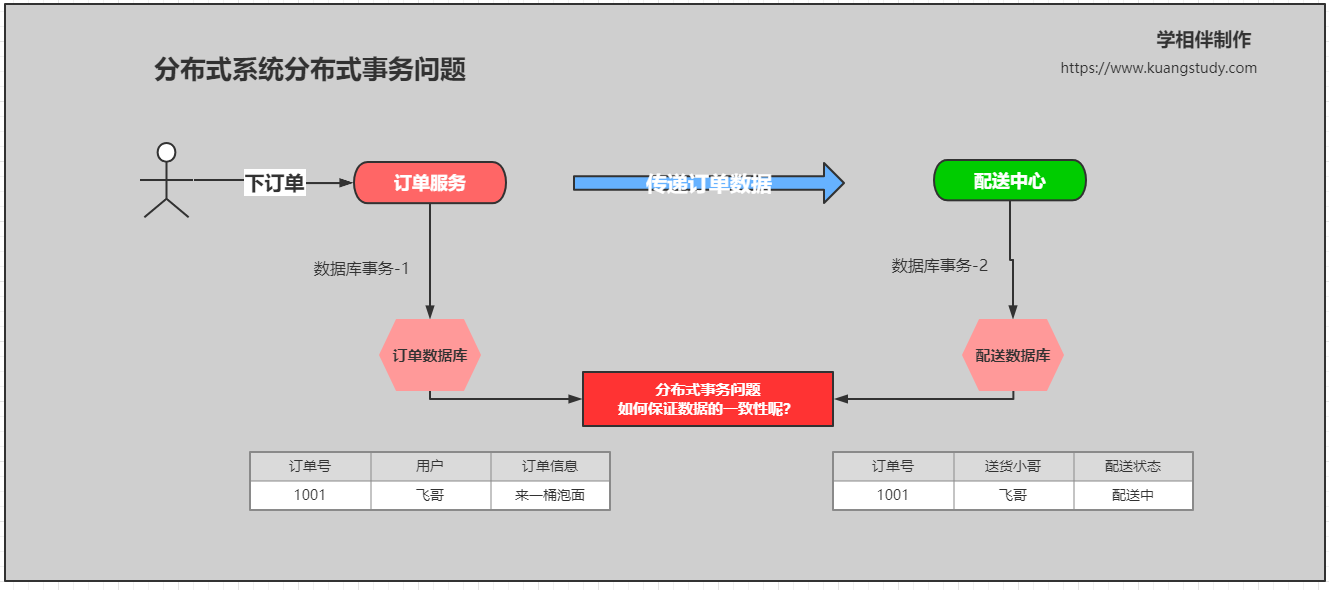 学相伴制作
https://www.kuangstudy.com
分布式系统分布式事务问题
下订单
订单服务
传递订单数据
配送中心
数据库事务-1
数据库事务-2
订单数据库
配送数据库
分布式事务问题
如何保证数据的一致性呢?
订单号 用户 订单信息
1001 飞哥 来一桶泡面
订单号 送货小哥 配送状态
1001 飞哥 配送中